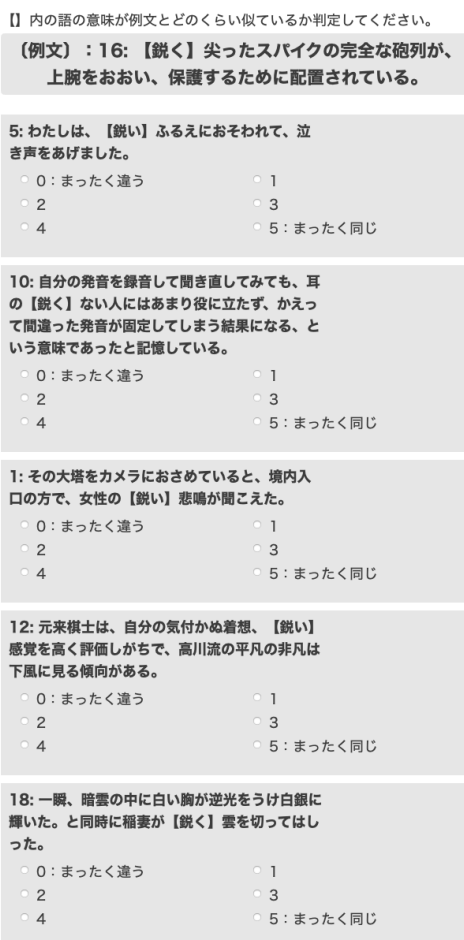 【】内の語の意味が例文とどのくらい似ているか判定してください。
〔例文〕：16: 【鋭く】尖ったスパイクの完全な砲列が、
上腕をおおい、保護するために配置されている。
5: わたしは、【鋭い】ふるえにおそわれて、泣
き声をあげました。
0：まったく違う 1
2 3
4 5：まったく同じ
10: 自分の発音を録音して聞き直してみても、耳
の【鋭く】ない人にはあまり役に立たず、かえっ
て間違った発音が固定してしまう結果になる、と
いう意味であったと記憶している。
0：まったく違う 1
2 3
4 5：まったく同じ
1: その大塔をカメラにおさめていると、境内入
口の方で、女性の【鋭い】悲鳴が聞こえた。
0：まったく違う 1
2 3
4 5：まったく同じ
12: 元来棋士は、自分の気付かぬ着想、【鋭い】
感覚を高く評価しがちで、高川流の平凡の非凡は
下風に見る傾向がある。
0：まったく違う 1
2 3
4 5：まったく同じ
18: 一瞬、暗雲の中に白い胸が逆光をうけ白銀に
輝いた。と同時に稲妻が【鋭く】雲を切ってはし
った。
0：まったく違う 1
2 3
4 5：まったく同じ